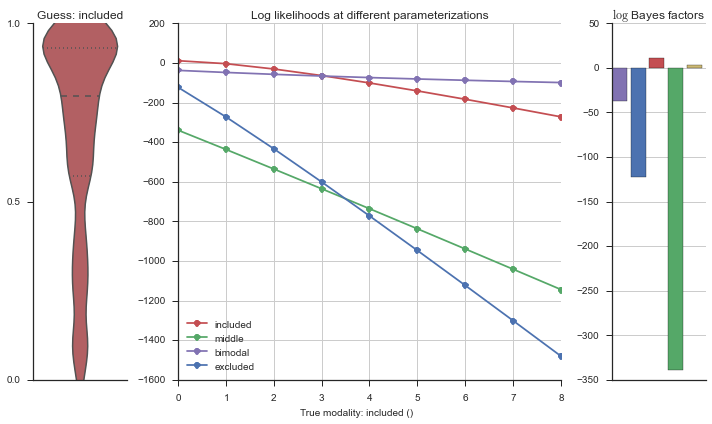 Guess: included
1.0
0.5
0.0
Log likelihoods at different parameterizations
200
0
−200
−400
−600
−800
−1000
−1200
−1400
−1600
included
middle
bimodal
excluded
0 1 2 3 4 5 6 7 8
True modality: included ()
log Bayes factors
50
0
−50
−100
−150
−200
−250
−300
−350